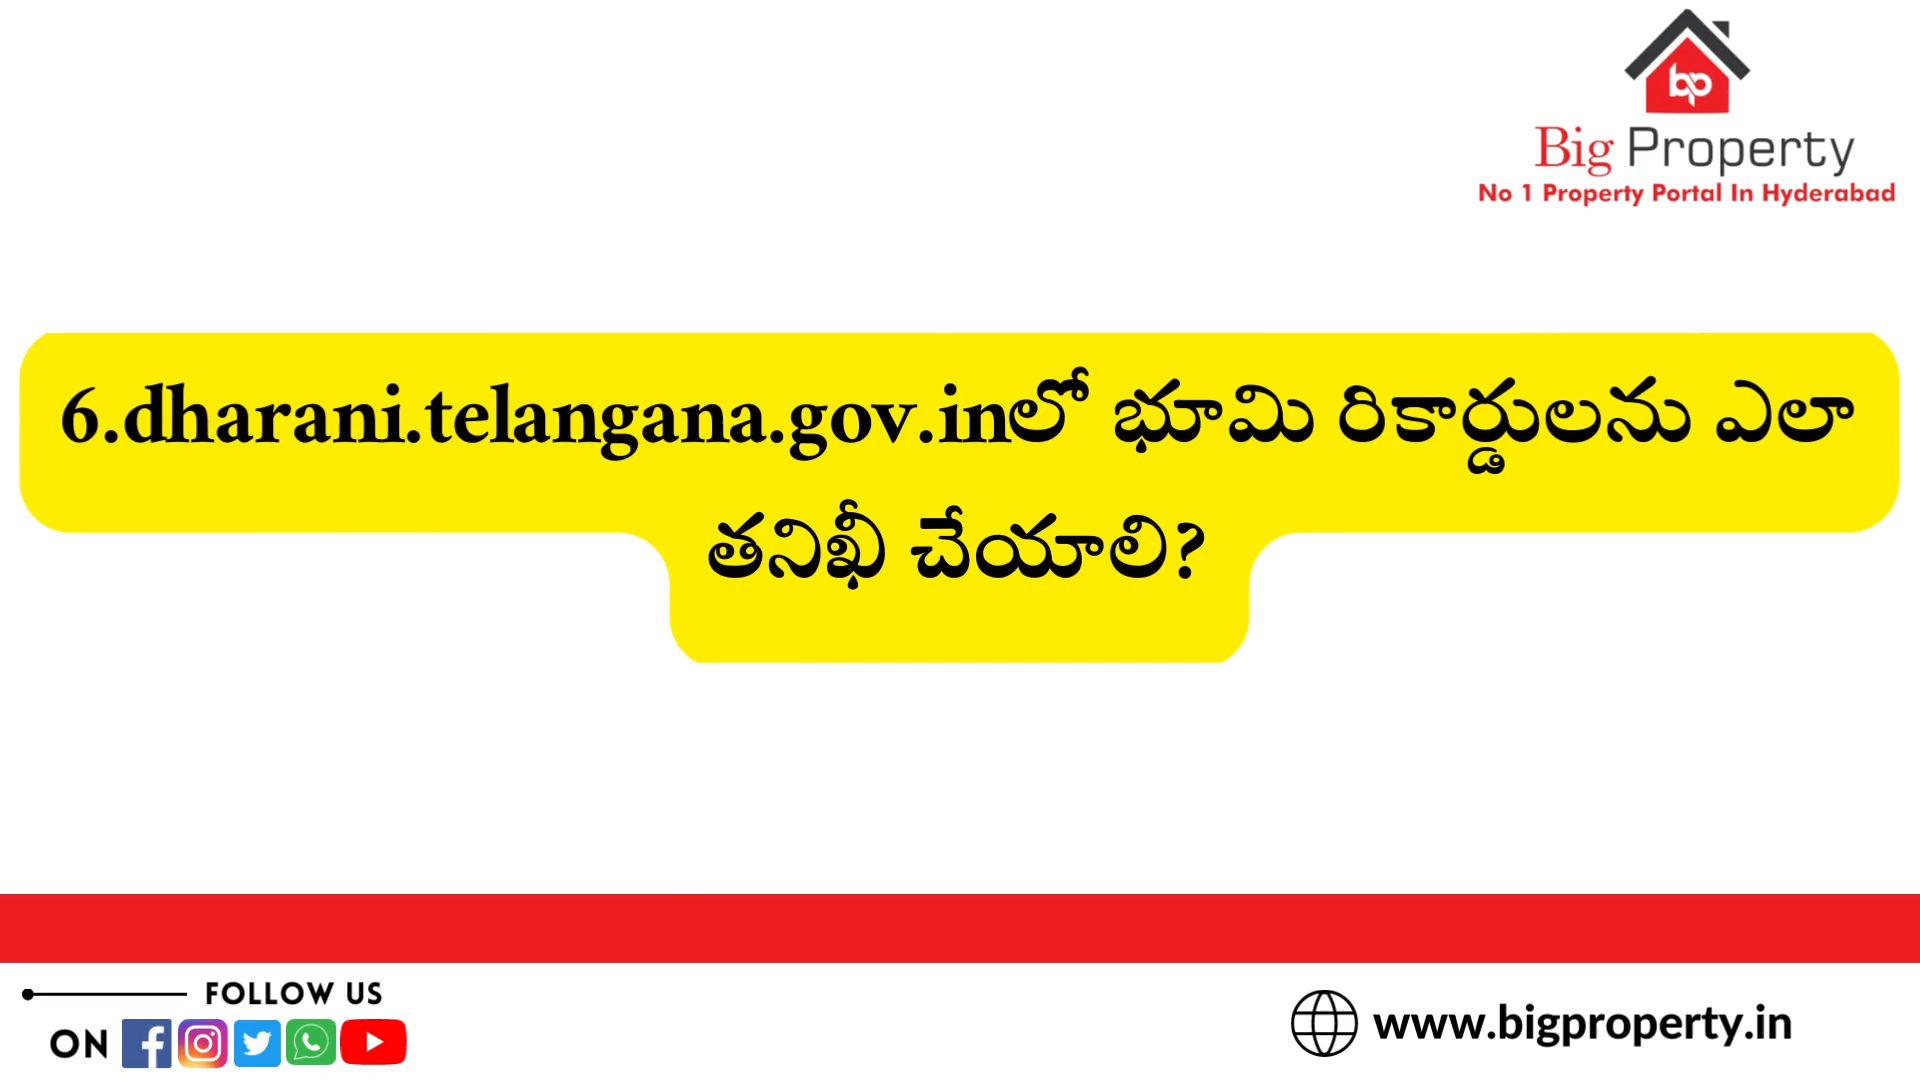 bp
Big Property
No 1 Property Portal In Hyderabad
6.dharani.telangana.gov.inలో భూమి రికార్డులను ఎలా
తనిఖీ చేయాలి?
FOLLOW US
ON
www.bigproperty.in